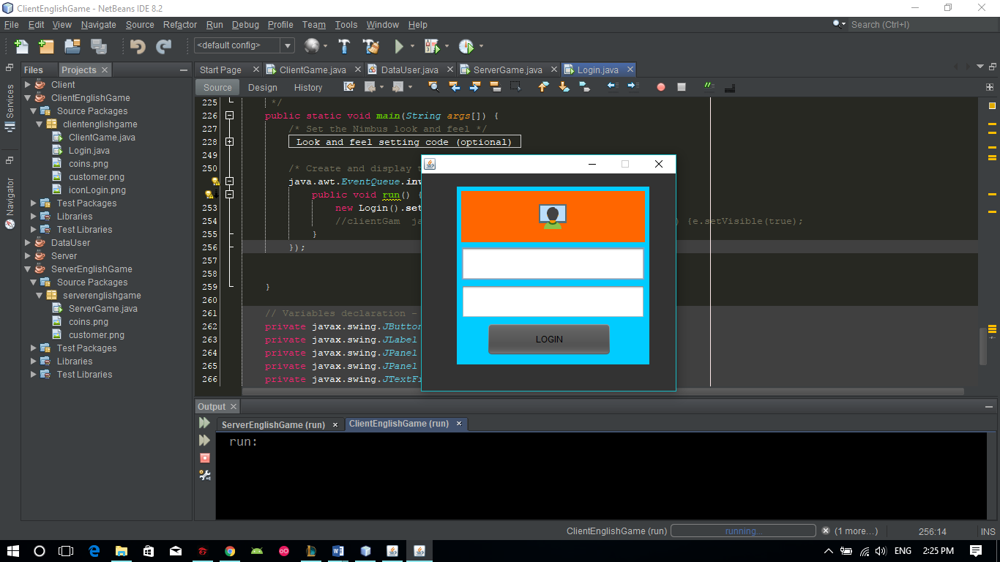 ClientEnglishGame - NetBeans IDE 8.2
File Edit View Navigate Source Refactor Run Debug Profile Team Tools Window Help
Search (Ctrl+I)
<default config>
Files Projects
Start Page ClientGame.java DataUser.java ServerGame.java Login.java
Source Design History
Services
Navigator
Client
ClientEnglishGame
Source Packages
clientenglishgame
ClientGame.java
Login.java
coins.png
customer.png
iconLogin.png
Test Packages
Libraries
Test Libraries
DataUser
Server
ServerEnglishGame
Source Packages
serverenglishgame
ServerGame.java
coins.png
customer.png
Test Packages
Libraries
Test Libraries
225 */
226 public static void main(String args[]) {
227 /* Set the Nimbus look and feel */
228 Look and feel setting code (optional)
249
250 /* Create and display t
java.awt.EventQueue.inv
public void run() {
253 new Login().set
254 //clientGam ja ) {e.setVisible(true);
255 }
256 });
257
258
259 }
260
261 // Variables declaration -
262 private javax.swing.JButton
263 private javax.swing.JLabel
264 private javax.swing.JPanel
265 private javax.swing.JPanel
266 private javax.swing.JTextFi
LOGIN
Output
ServerEnglishGame (run) ClientEnglishGame (run)
run:
ClientEnglishGame (run) running... (1 more...) 256:14 INS
ENG 2:25 PM